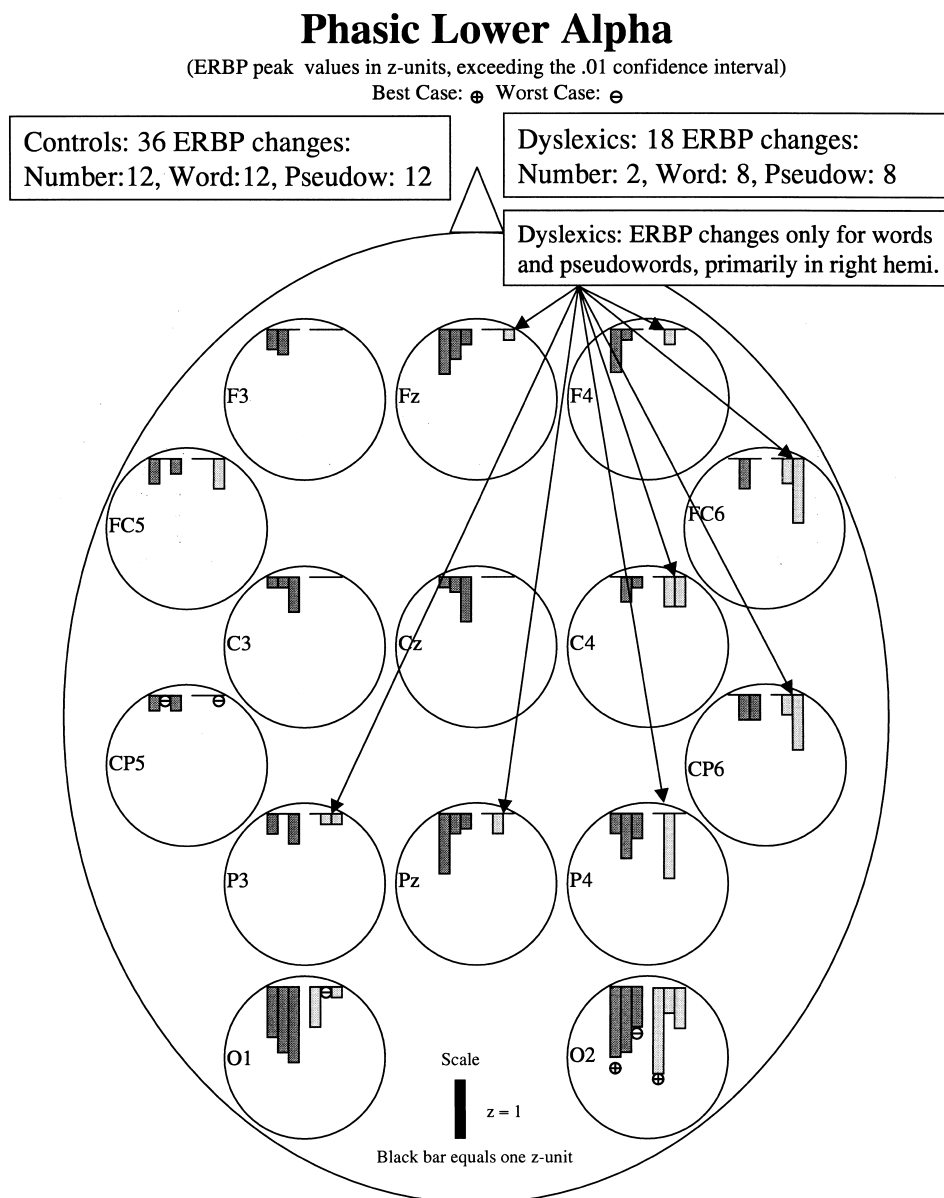 Phasic Lower Alpha
(ERBP peak values in z-units, exceeding the .01 confidence interval)
Best Case: ⊕ Worst Case: ⊖
Controls: 36 ERBP changes:
Number:12, Word:12, Pseudow: 12
Dyslexics: 18 ERBP changes:
Number: 2, Word: 8, Pseudow: 8
Dyslexics: ERBP changes only for words
and pseudowords, primarily in right hemi.
F3
Fz
F4
FC5
FC6
C3
Cz
C4
CP5
CP6
P3
Pz
P4
O1
O2
Scale
z = 1
Black bar equals one z-unit